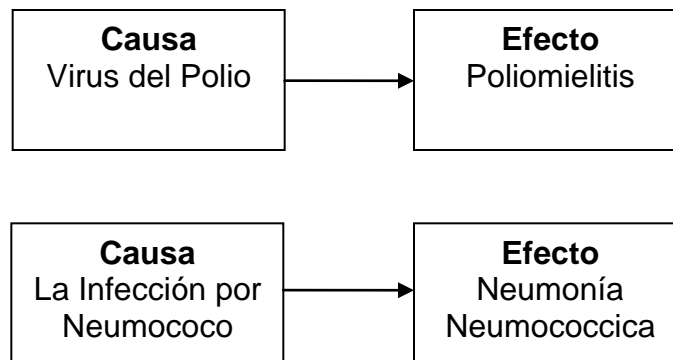 Causa
Virus del Polio
Efecto
Poliomielitis
Causa
La Infección por
Neumococo
Efecto
Neumonía
Neumococcica